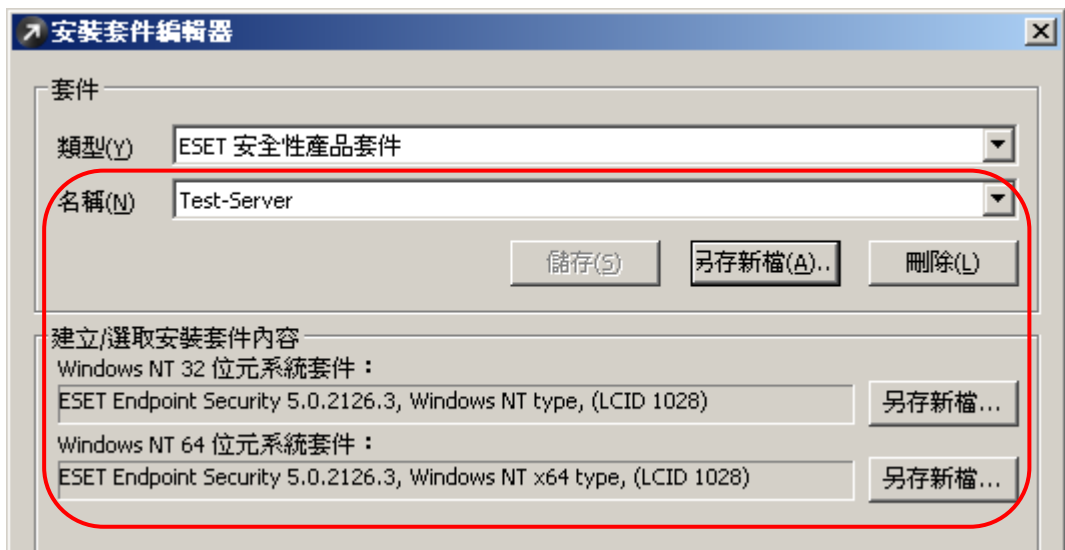 安裝套件編輯器
套件
類型(Y) ESET 安全性產品套件
名稱(N) Test-Server
儲存(S) 另存新檔(A).. 刪除(L)
建立/選取安裝套件內容
Windows NT 32 位元系統套件：
ESET Endpoint Security 5.0.2126.3, Windows NT type, (LCID 1028) 另存新檔...
Windows NT 64 位元系統套件：
ESET Endpoint Security 5.0.2126.3, Windows NT x64 type, (LCID 1028) 另存新檔...